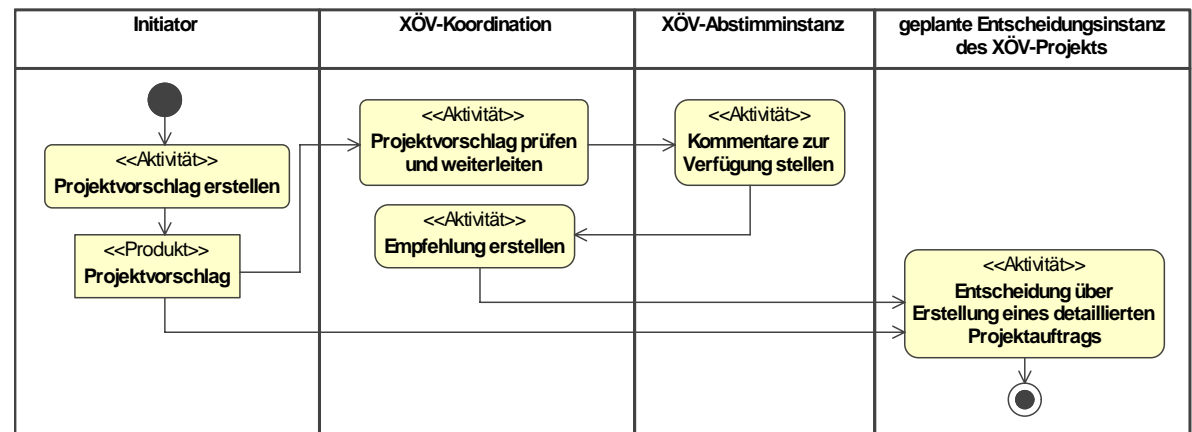 Initiator
XÖV-Koordination
XÖV-Abstimminstanz
geplante Entscheidungsinstanz
des XÖV-Projekts
<<Aktivität>>
Projektvorschlag erstellen
<<Produkt>>
Projektvorschlag
<<Aktivität>>
Projektvorschlag prüfen
und weiterleiten
<<Aktivität>>
Kommentare zur
Verfügung stellen
<<Aktivität>>
Empfehlung erstellen
<<Aktivität>>
Entscheidung über
Erstellung eines detaillierten
Projektauftrags